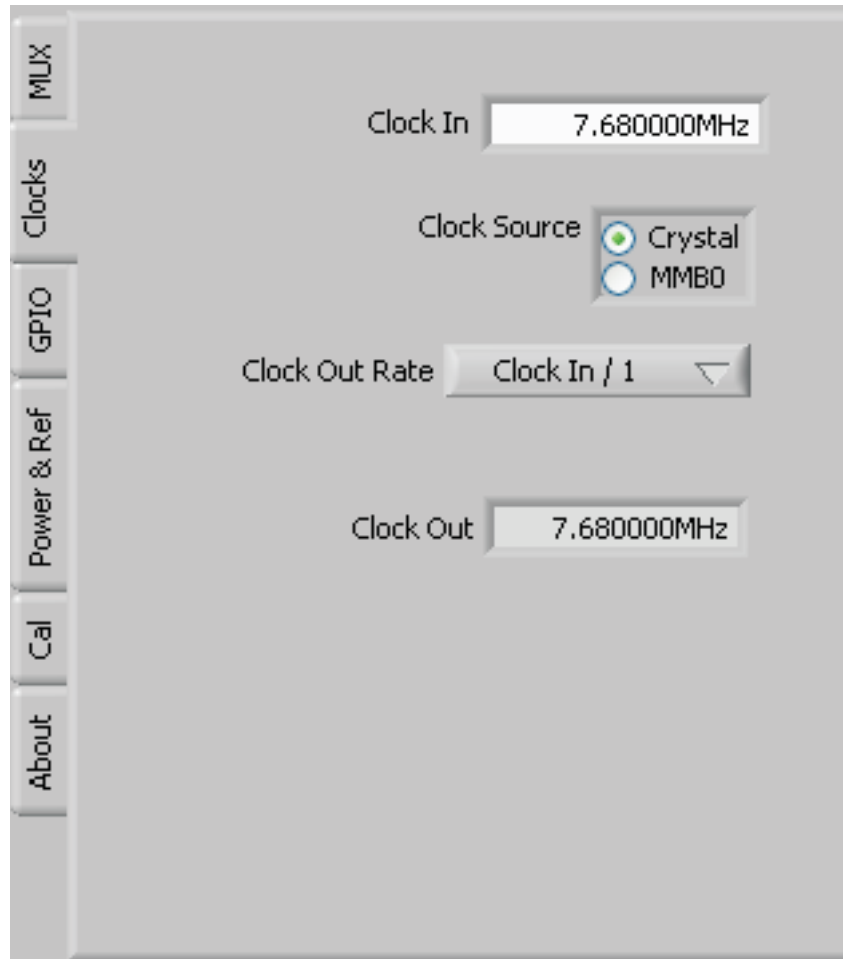 MUX
Clocks
GPIO
Power & Ref
Cal
About
Clock In 7.680000MHz
Clock Source
Crystal
MMB0
Clock Out Rate Clock In / 1
Clock Out 7.680000MHz